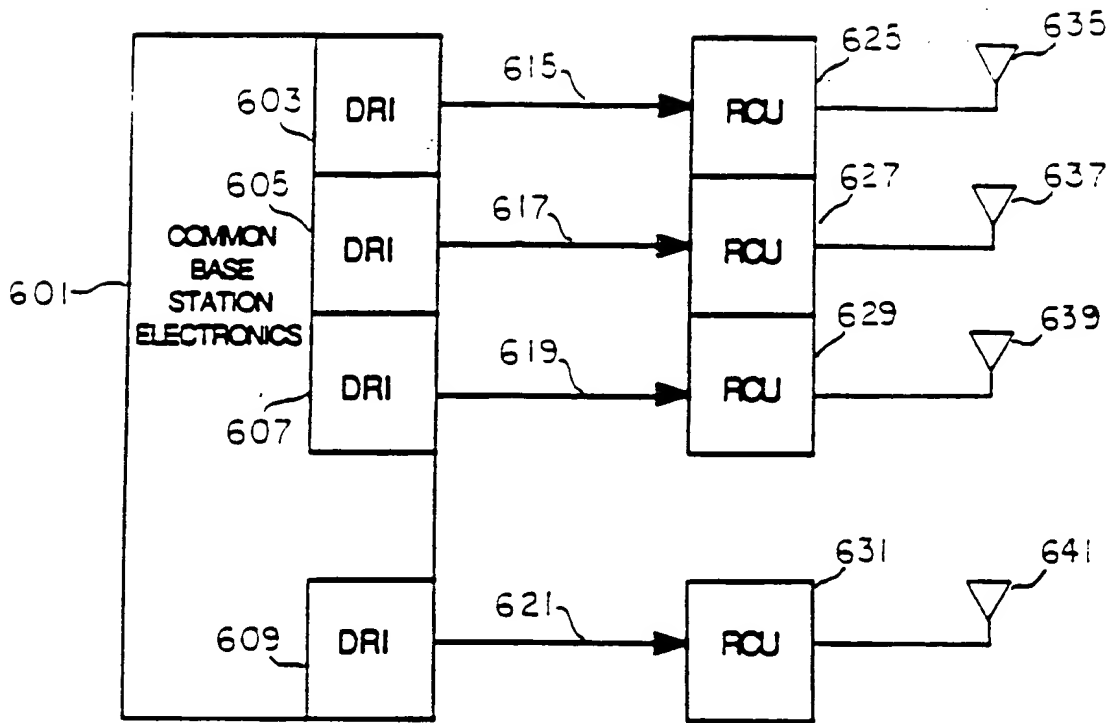 635
625
615
603
DRI
RCU
605
627
637
617
COMMON
BASE
STATION
ELECTRONICS
DRI
RCU
601
629
639
619
607
DRI
RCU
631
641
621
609
DRI
RCU